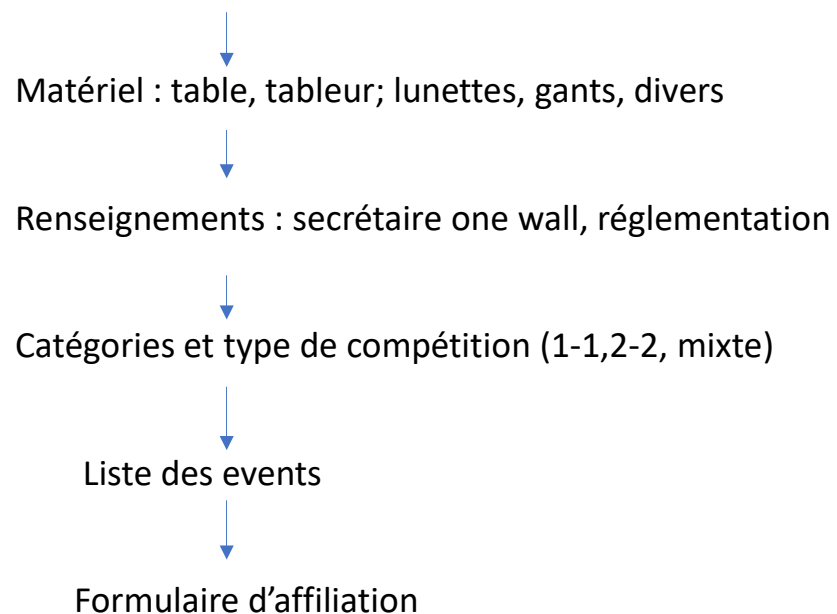 Matériel : table, tableur; lunettes, gants, divers
Renseignements : secrétaire one wall, réglementation
Catégories et type de compétition (1-1,2-2, mixte)
Liste des events
Formulaire d’affiliation